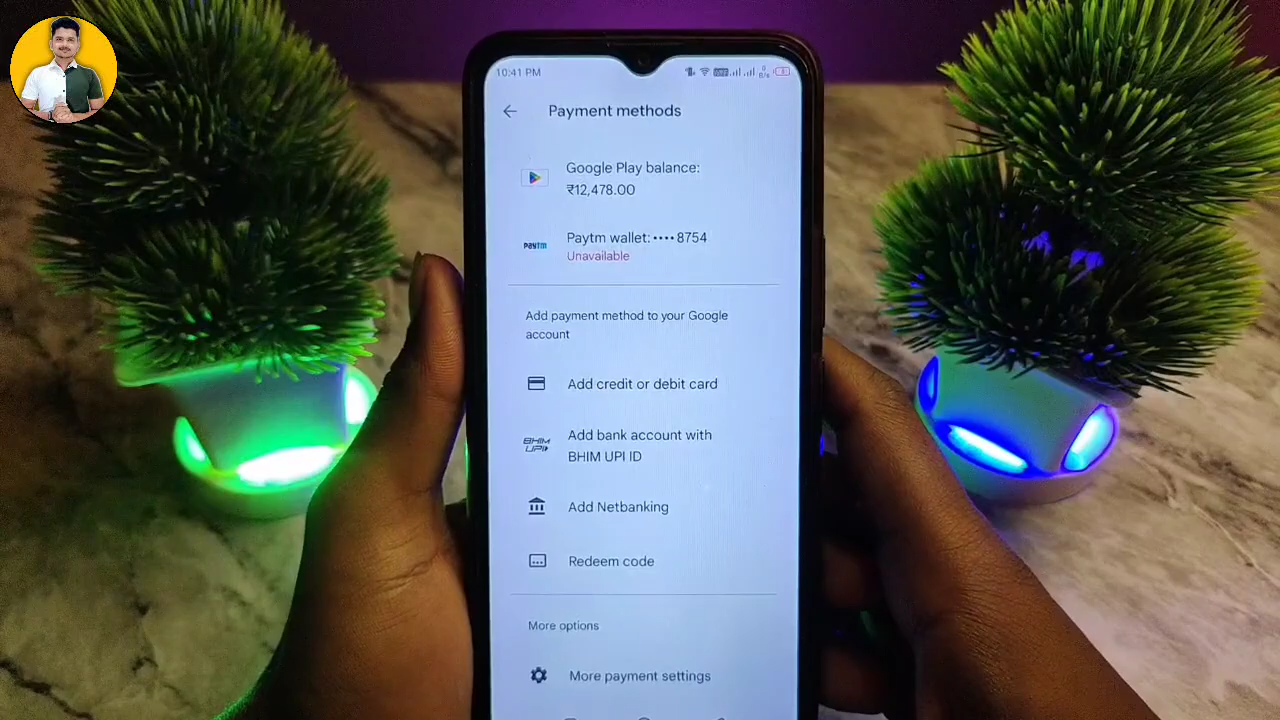 10:41 PM
Payment methods
Google Play balance:
₹12,478.00
Paytm
Paytm wallet: •••• 8754
Unavailable
Add payment method to your Google
account
Add credit or debit card
BHIM
UPI
Add bank account with
BHIM UPI ID
Add Netbanking
Redeem code
More options
More payment settings